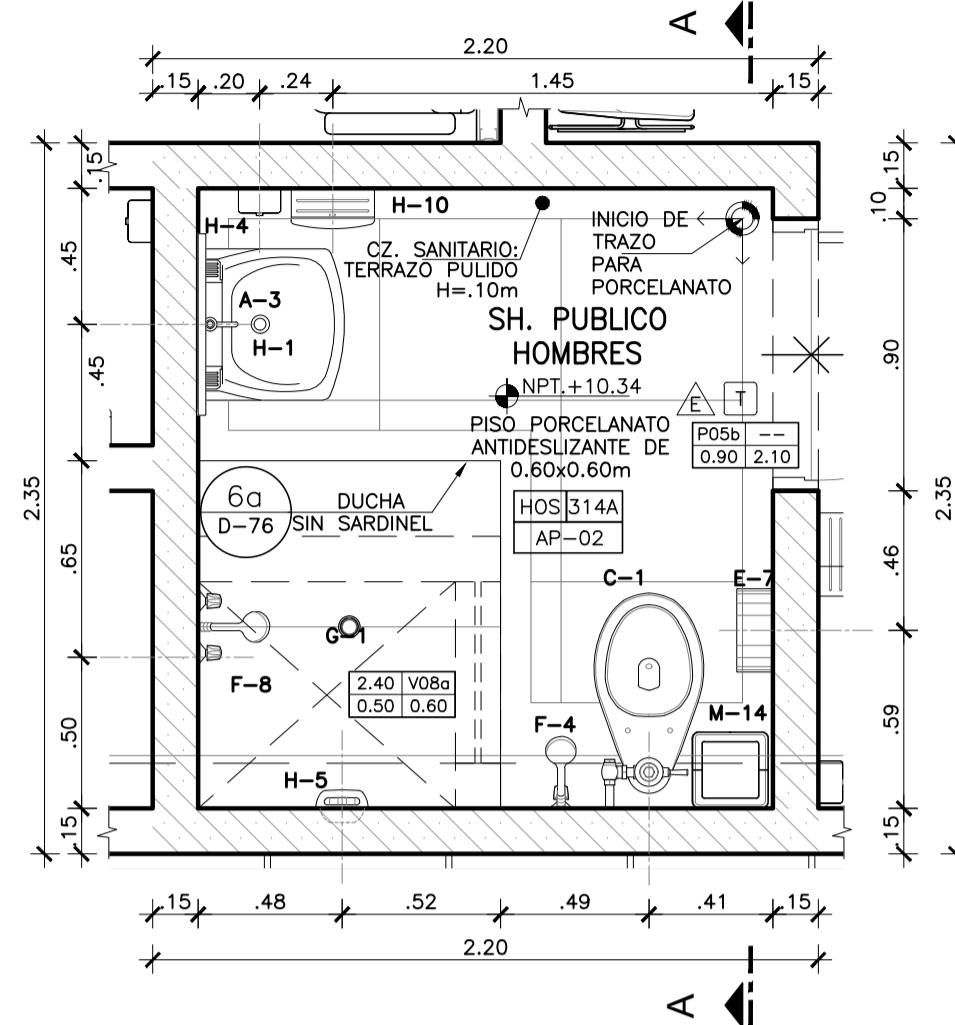 A
2.20
.15 .20 .24 1.45 .15
.15 .45 .45 .65 .50 .15
2.35
.15 .10 .90 .46 .59 .15
2.35
H-4
H-10
CZ. SANITARIO:
TERRAZO PULIDO
H=.10m
INICIO DE
TRAZO
PARA
PORCELANATO
A-3
H-1
SH. PUBLICO
HOMBRES
NPT.+10.34
PISO PORCELANATO
ANTIDESLIZANTE DE
0.60x0.60m
E T
P05b --
0.90 2.10
6a
D-76
DUCHA
SIN SARDINEL
HOS 314A
AP-02
C-1
E-7
G-1
F-8
2.40 V08a
0.50 0.60
F-4
M-14
H-5
.15 .48 .52 .49 .41 .15
2.20
A